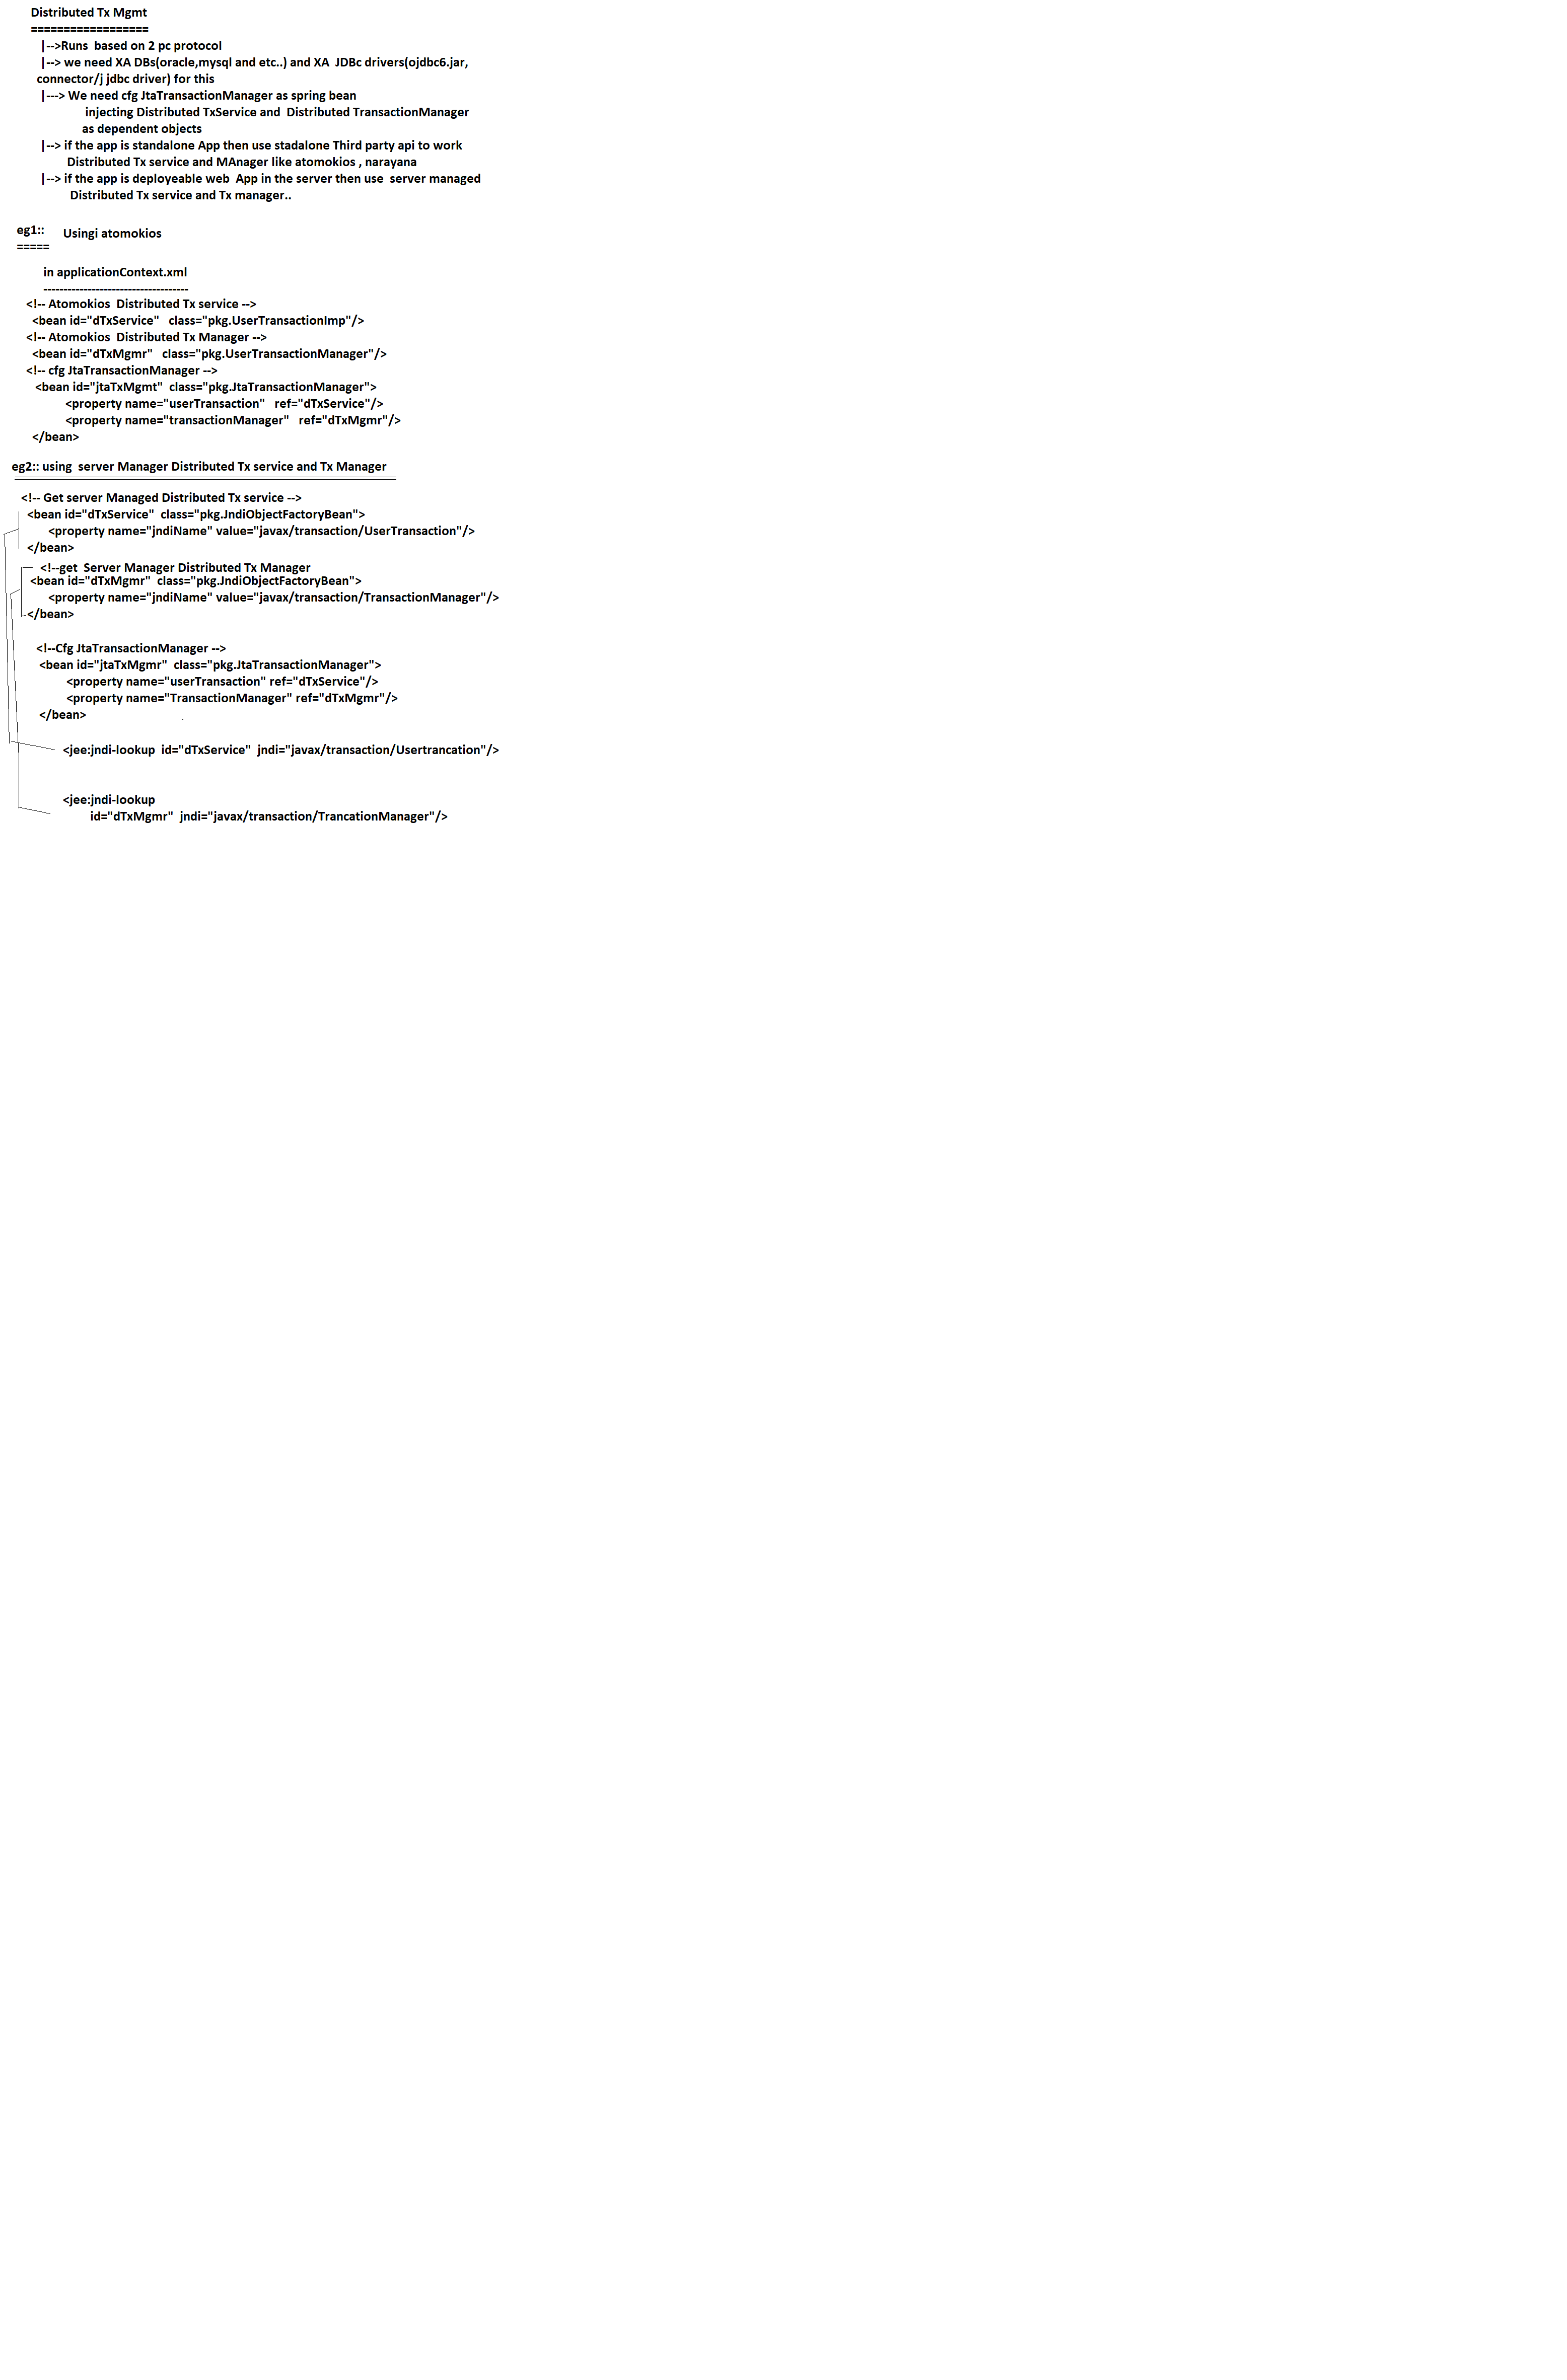 Distributed Tx Mgmt
==================
|-->Runs  based on 2 pc protocol
|--> we need XA DBs(oracle,mysql and etc..) and XA  JDBc drivers(ojdbc6.jar,
connector/j jdbc driver) for this
|---> We need cfg JtaTransactionManager as spring bean
injecting Distributed TxService and  Distributed TransactionManager
as dependent objects
|--> if the app is standalone App then use stadalone Third party api to work
Distributed Tx service and MAnager like atomokios , narayana
|--> if the app is deployeable web  App in the server then use  server managed
Distributed Tx service and Tx manager..
eg1::   Usingi atomokios
=====
in applicationContext.xml
------------------------------------
<!-- Atomokios  Distributed Tx service -->
<bean id="dTxService"   class="pkg.UserTransactionImp"/>
<!-- Atomokios  Distributed Tx Manager -->
<bean id="dTxMgmr"   class="pkg.UserTransactionManager"/>
<!-- cfg JtaTransactionManager -->
<bean id="jtaTxMgmt"  class="pkg.JtaTransactionManager">
<property name="userTransaction"   ref="dTxService"/>
<property name="transactionManager"   ref="dTxMgmr"/>
</bean>
eg2:: using  server Manager Distributed Tx service and Tx Manager
<!-- Get server Managed Distributed Tx service -->
<bean id="dTxService"  class="pkg.JndiObjectFactoryBean">
<property name="jndiName" value="javax/transaction/UserTransaction"/>
</bean>
<!--get  Server Manager Distributed Tx Manager
<bean id="dTxMgmr"  class="pkg.JndiObjectFactoryBean">
<property name="jndiName" value="javax/transaction/TransactionManager"/>
</bean>
<!--Cfg JtaTransactionManager -->
<bean id="jtaTxMgmr"  class="pkg.JtaTransactionManager">
<property name="userTransaction" ref="dTxService"/>
<property name="TransactionManager" ref="dTxMgmr"/>
</bean>
<jee:jndi-lookup  id="dTxService"  jndi="javax/transaction/Usertrancation"/>
<jee:jndi-lookup
id="dTxMgmr"  jndi="javax/transaction/TrancationManager"/>